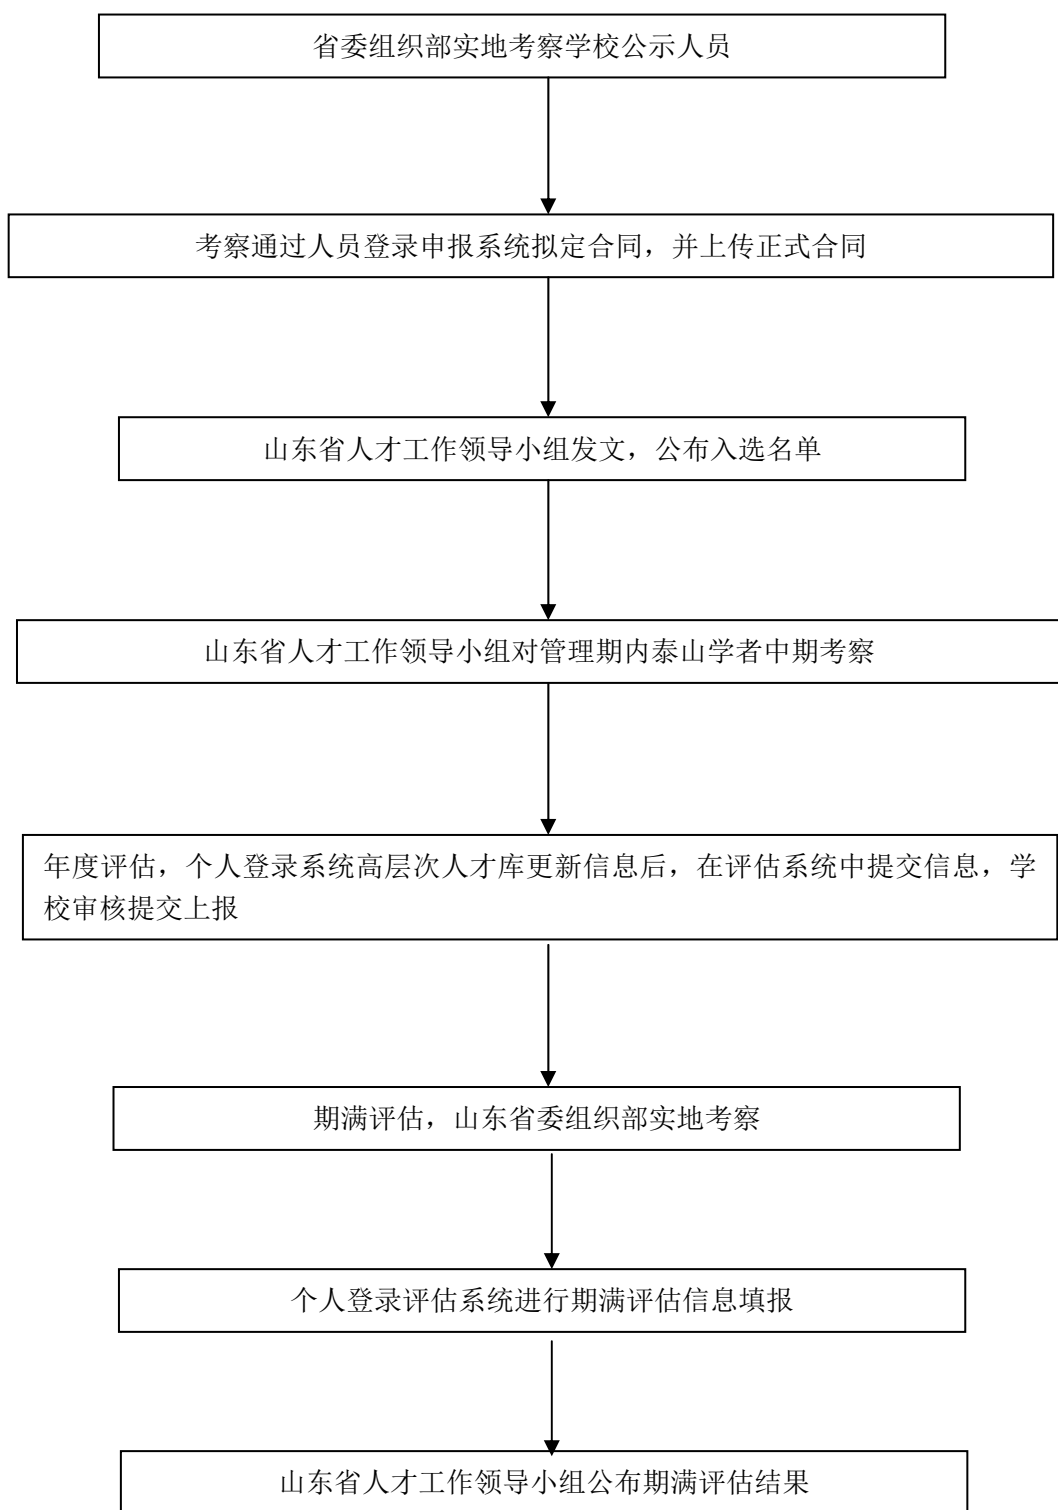 省委组织部实地考察学校公示人员
考察通过人员登录申报系统拟定合同，并上传正式合同
山东省人才工作领导小组发文，公布入选名单
山东省人才工作领导小组对管理期内泰山学者中期考察
年度评估，个人登录系统高层次人才库更新信息后，在评估系统中提交信息，学
校审核提交上报
期满评估，山东省委组织部实地考察
个人登录评估系统进行期满评估信息填报
山东省人才工作领导小组公布期满评估结果